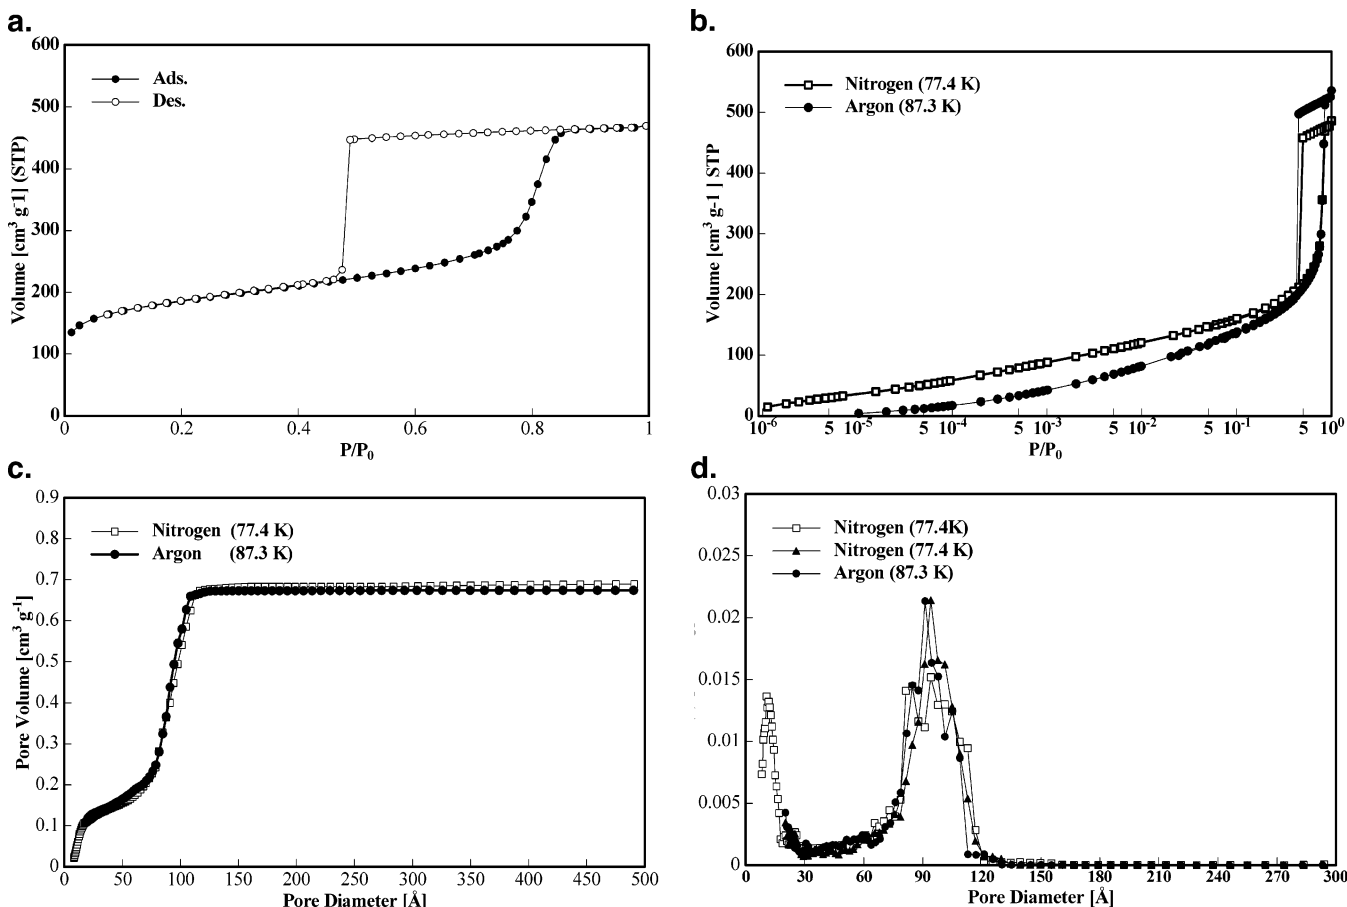 a.
600
500
400
300
200
100
0
Volume [cm3 g-1] (STP)
Ads.
Des.
0 0.2 0.4 0.6 0.8 1
P/P0
b.
600
500
400
300
200
100
0
Volume [cm3 g-1 ] STP
Nitrogen (77.4 K)
Argon (87.3 K)
10-6 5 10-5 5 10-4 5 10-3 5 10-2 5 10-1 5 100
P/P0
c.
0.9
0.8
0.7
0.6
0.5
0.4
0.3
0.2
0.1
0
Pore Volume [cm3 g-1]
Nitrogen (77.4 K)
Argon (87.3 K)
0 50 100 150 200 250 300 350 400 450 500
Pore Diameter [Å]
d.
0.03
0.025
0.02
0.015
0.01
0.005
0
Nitrogen (77.4K)
Nitrogen (77.4 K)
Argon (87.3 K)
0 30 60 90 120 150 180 210 240 270 300
Pore Diameter [Å]